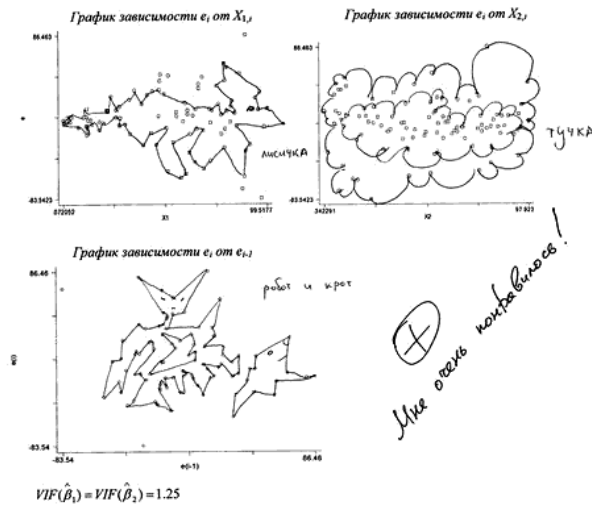 График зависимости eᵢ от X₁,ᵢ
86.463
e
-83.5423
872052
99.5177
X1
лисичка
График зависимости eᵢ от X₂,ᵢ
86.463
-83.5423
342291
97.923
X2
тучка
График зависимости eᵢ от eᵢ₋₁
86.46
e(i)
-83.54
-83.54
86.46
e(i-1)
робот и крот
+
Мне очень понравилось!
VIF(β̂₁) = VIF(β̂₂) = 1.25